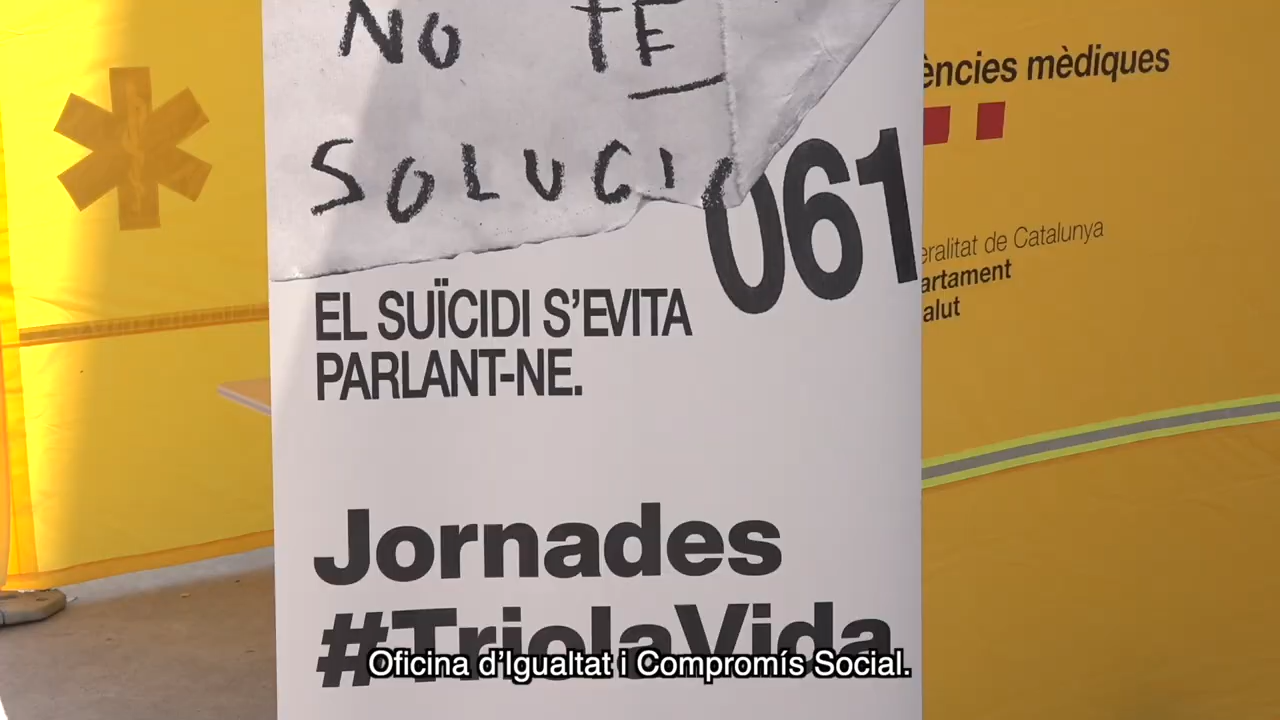 NO TE
SOLUCIÓ
061
EL SUÏCIDI S'EVITA
PARLANT-NE.
Jornades
#TriolaVida
Oficina d'Igualtat i Compromís Social.
ències mèdiques
eralitat de Catalunya
artament
alut